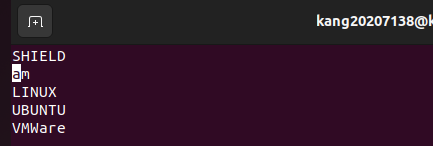 kang20207138@
SHIELD
am
LINUX
UBUNTU
VMWare